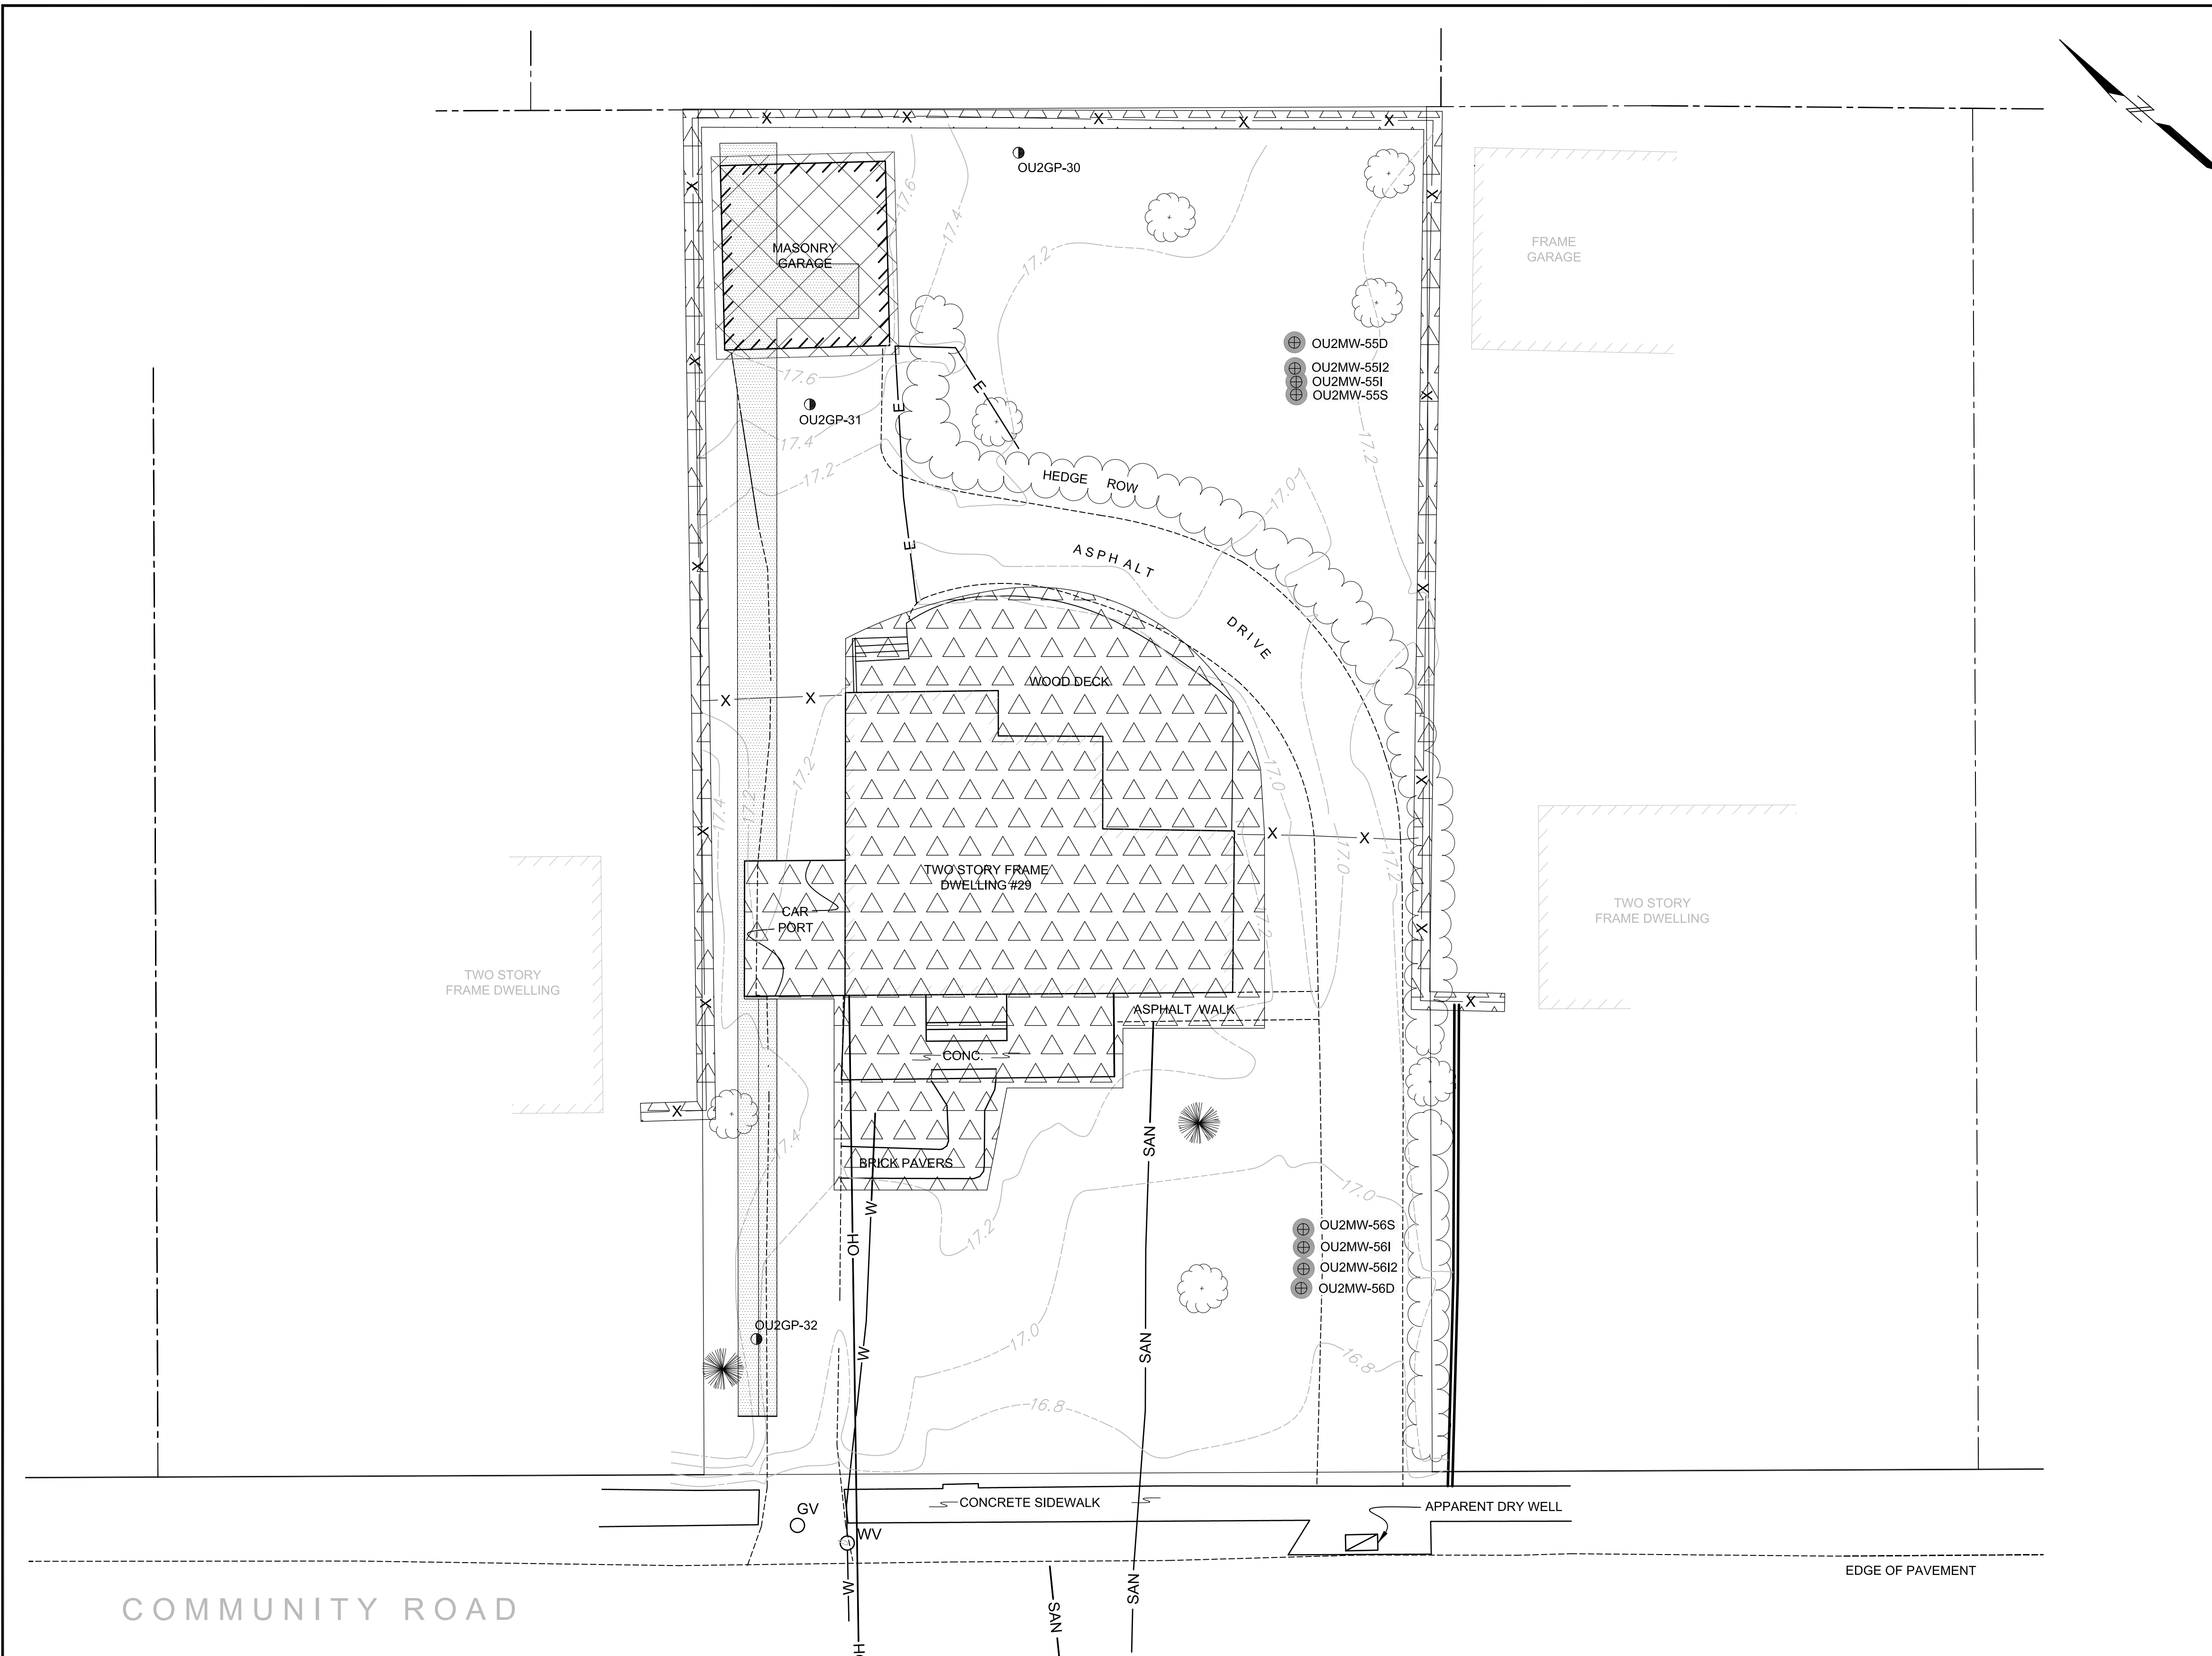 X X X X X
OU2GP-30
17.6
17.4
17.2
X
X
MASONRY
GARAGE
FRAME
GARAGE
OU2MW-55D
OU2MW-55I2
OU2MW-55I
OU2MW-55S
X
X
17.6
E
E
OU2GP-31
17.4
17.2
17.2
HEDGE ROW
17.0
E
ASPHALT
X
X
DRIVE
WOOD DECK
X X
17.2
17.0
X
17.4
17.2
X
X
X
17.0
17.2
TWO STORY FRAME
DWELLING #29
CAR
PORT
17.2
X
TWO STORY
FRAME DWELLING
TWO STORY
FRAME DWELLING
X
X
ASPHALT WALK
CONC.
X
17.4
SAN
BRICK PAVERS
17.0
W
17.2
OH
OU2MW-56S
OU2MW-56I
OU2MW-56I2
OU2MW-56D
OU2GP-32
17.0
W
SAN
16.8
16.8
CONCRETE SIDEWALK
APPARENT DRY WELL
GV
WV
EDGE OF PAVEMENT
W
SAN
SAN
COMMUNITY ROAD